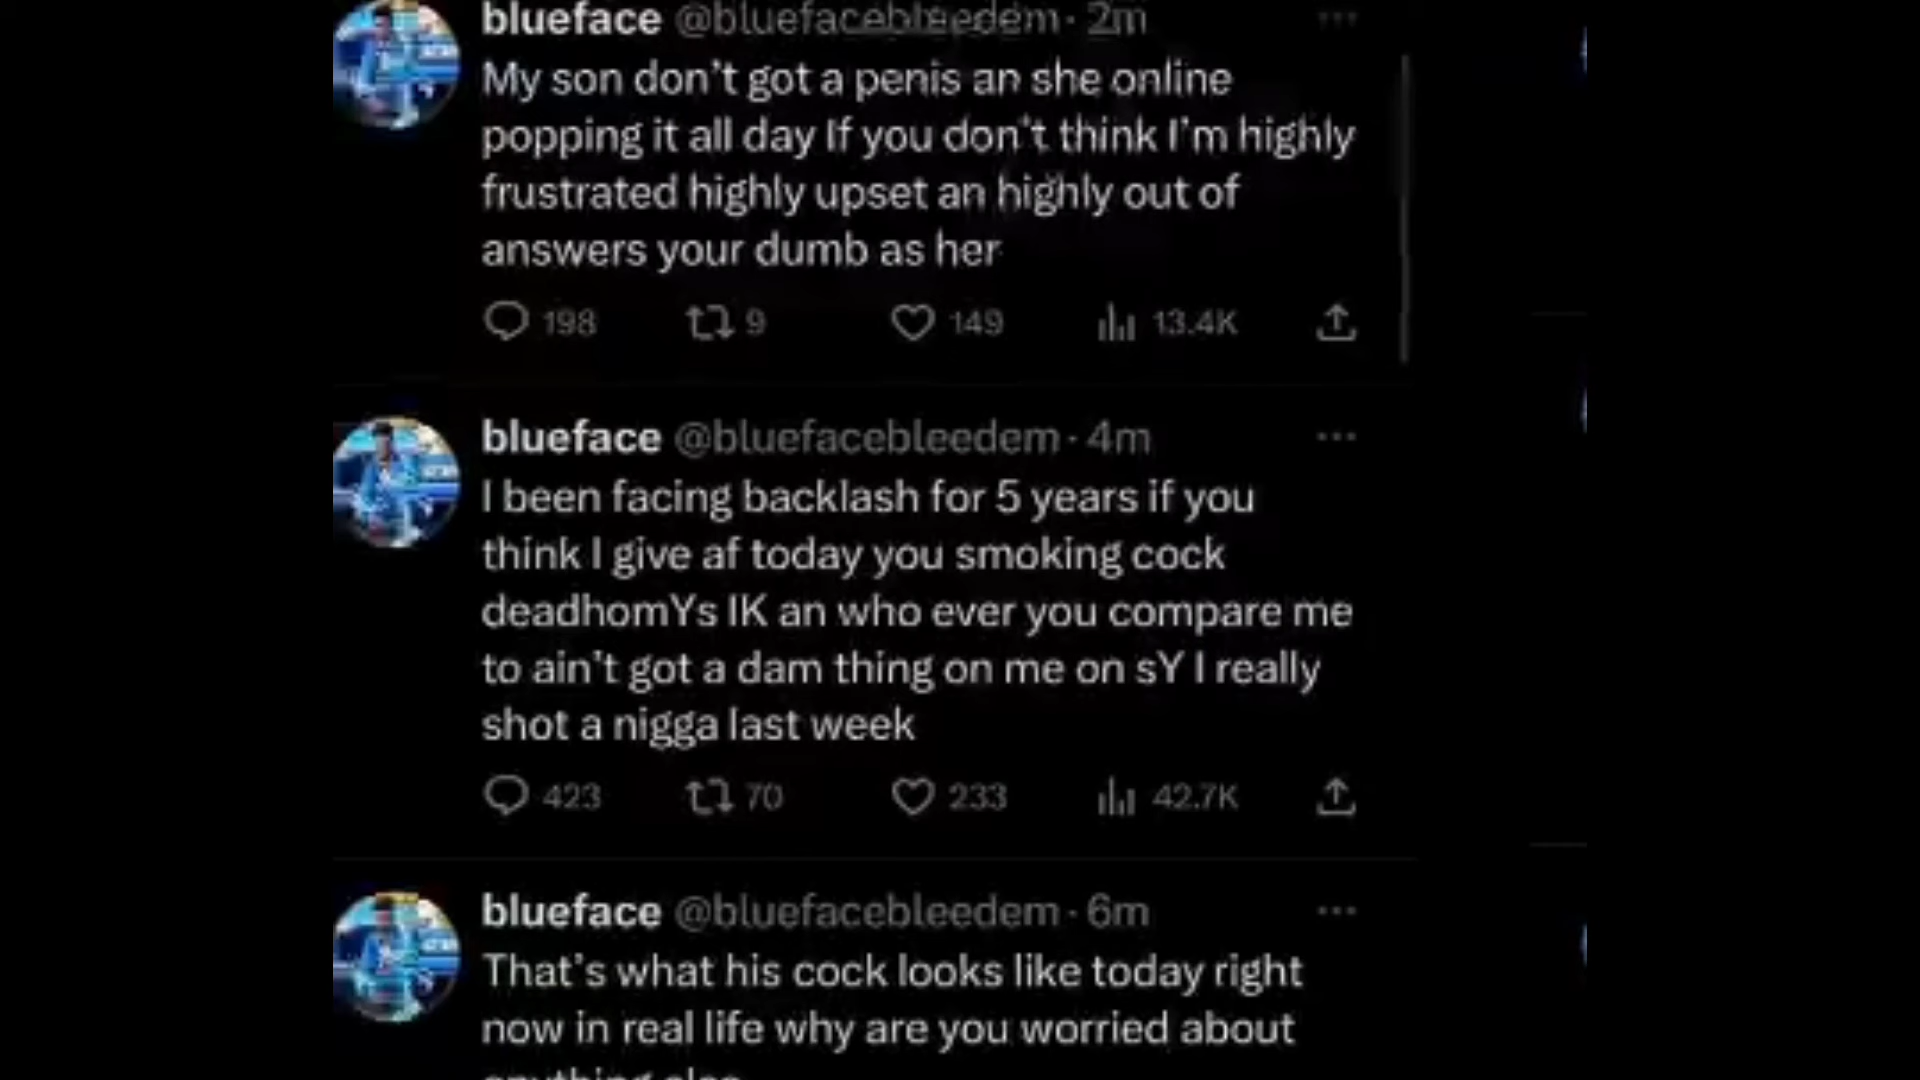 blueface @bluefacebleedem · 2m
My son don't got a penis an she online
popping it all day If you don't think I'm highly
frustrated highly upset an highly out of
answers your dumb as her
198 9 149 13.4K
blueface @bluefacebleedem · 4m
I been facing backlash for 5 years if you
think I give af today you smoking cock
deadhomYs IK an who ever you compare me
to ain't got a dam thing on me on sY I really
shot a nigga last week
423 70 233 42.7K
blueface @bluefacebleedem · 6m
That's what his cock looks like today right
now in real life why are you worried about